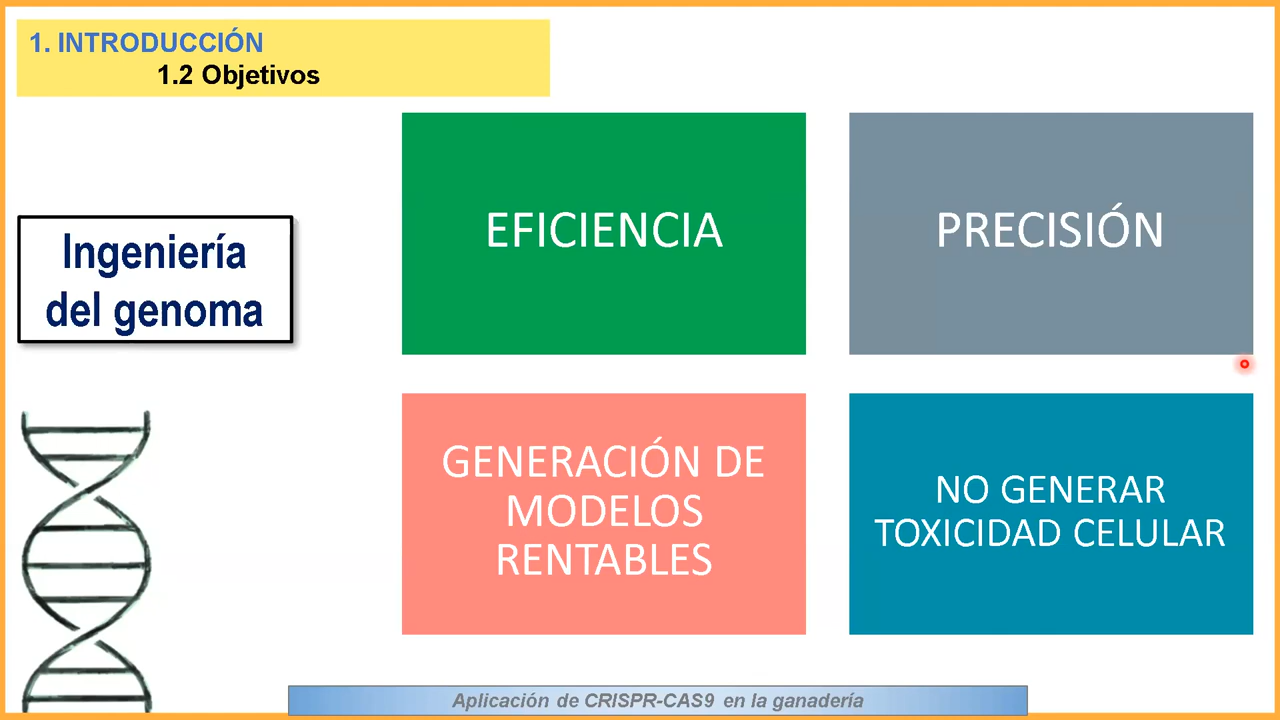 1. INTRODUCCIÓN
1.2 Objetivos
Ingeniería
del genoma
EFICIENCIA
PRECISIÓN
GENERACIÓN DE
MODELOS
RENTABLES
NO GENERAR
TOXICIDAD CELULAR
Aplicación de CRISPR-CAS9 en la ganadería